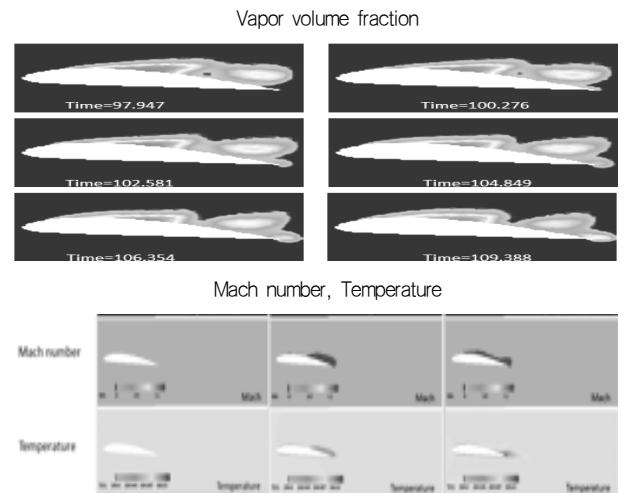 Vapor volume fraction
Time=97.947 Time=100.276
Time=102.581 Time=104.849
Time=106.354 Time=109.388
Mach number, Temperature
Mach number
Mach Mach Mach
Temperature
Temperature Temperature Temperature